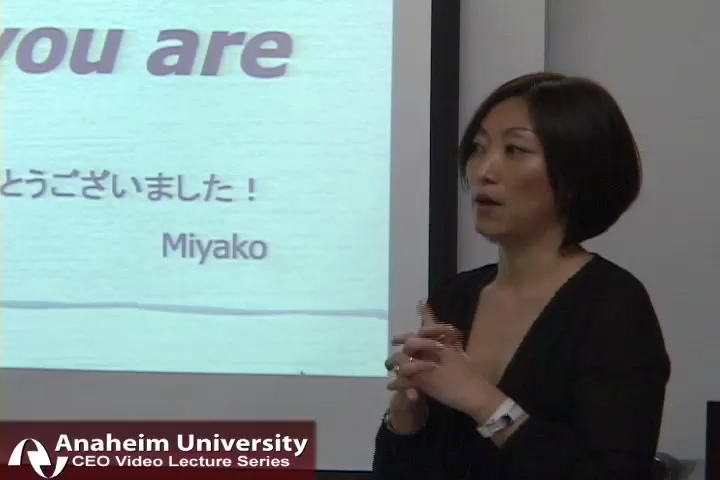 you are
とうございました！
Miyako
Anaheim University
CEO Video Lecture Series